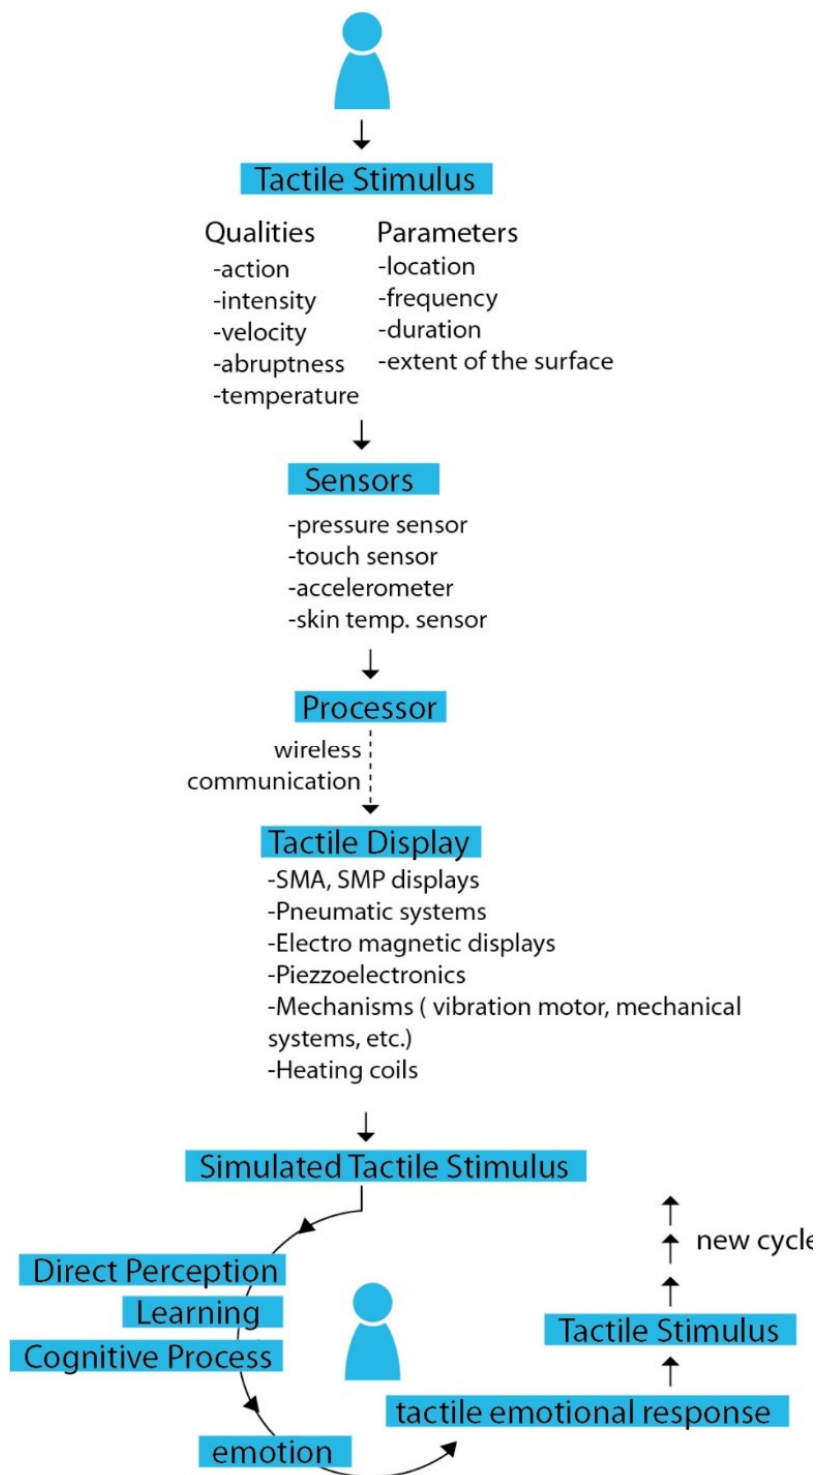 Tactile Stimulus
Qualities
-action
-intensity
-velocity
-abruptness
-temperature
Parameters
-location
-frequency
-duration
-extent of the surface
Sensors
-pressure sensor
-touch sensor
-accelerometer
-skin temp. sensor
Processor
wireless
communication
Tactile Display
-SMA, SMP displays
-Pneumatic systems
-Electro magnetic displays
-Piezzoelectronics
-Mechanisms ( vibration motor, mechanical
systems, etc.)
-Heating coils
Simulated Tactile Stimulus
Direct Perception
Learning
Cognitive Process
emotion
tactile emotional response
Tactile Stimulus
new cycle